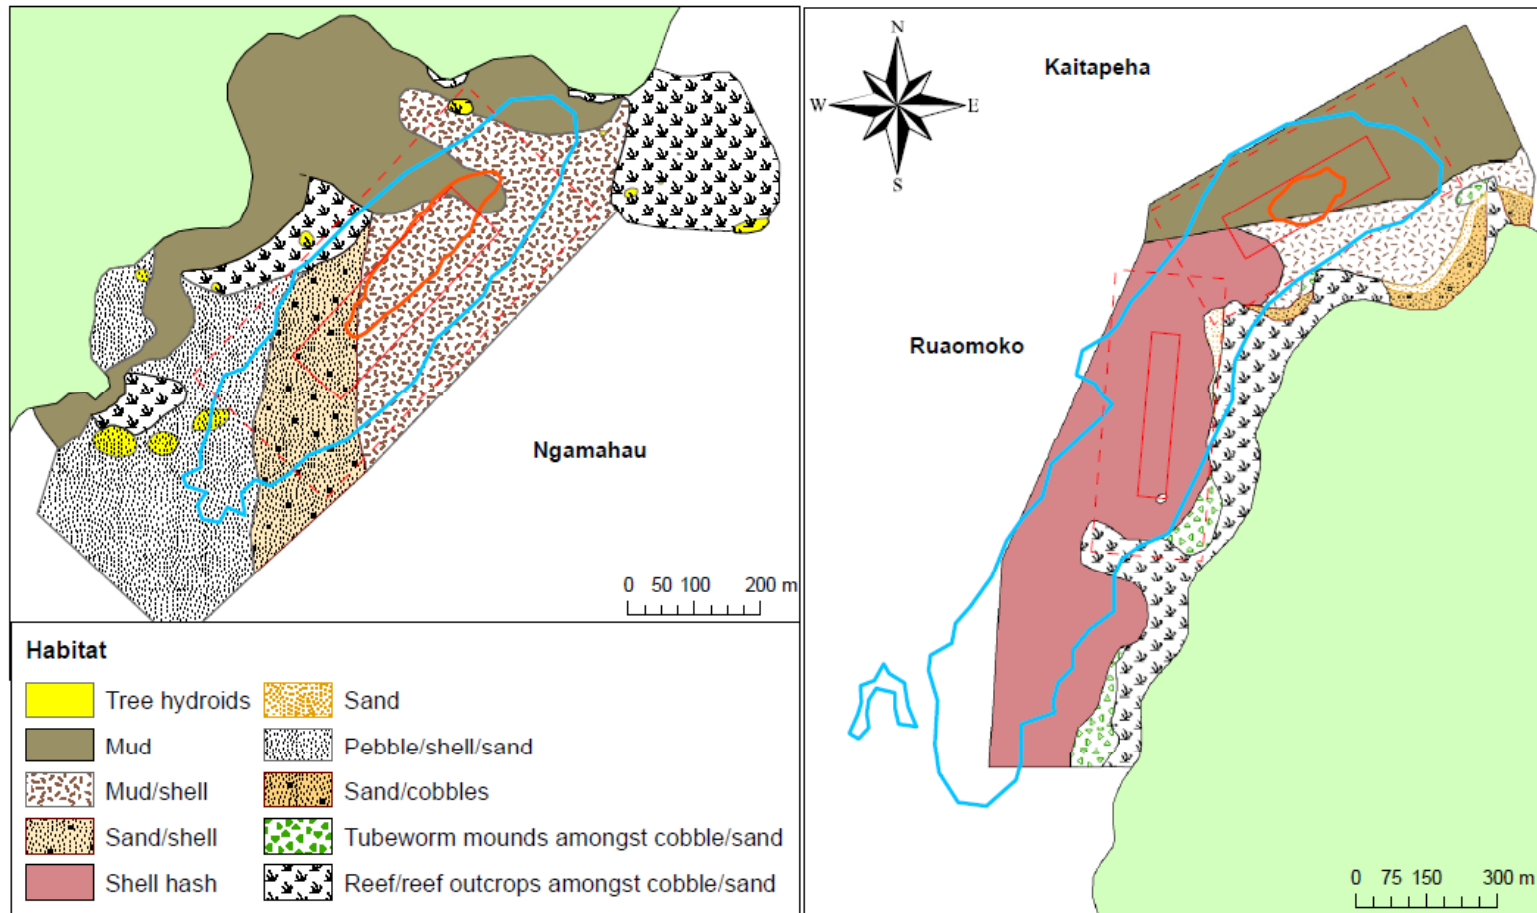 Ngamahau
0 50 100 200 m
Habitat
Tree hydroids
Mud
Mud/shell
Sand/shell
Shell hash
Sand
Pebble/shell/sand
Sand/cobbles
Tubeworm mounds amongst cobble/sand
Reef/reef outcrops amongst cobble/sand
N
W E
S
Kaitapeha
Ruaomoko
0 75 150 300 m